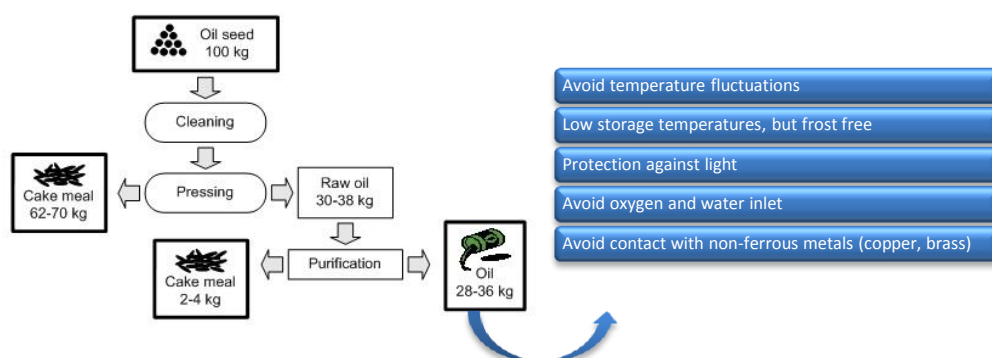 Oil seed
100 kg
Cleaning
Pressing
Cake meal
62-70 kg
Raw oil
30-38 kg
Purification
Cake meal
2-4 kg
Oil
28-36 kg
Avoid temperature fluctuations
Low storage temperatures, but frost free
Protection against light
Avoid oxygen and water inlet
Avoid contact with non-ferrous metals (copper, brass)